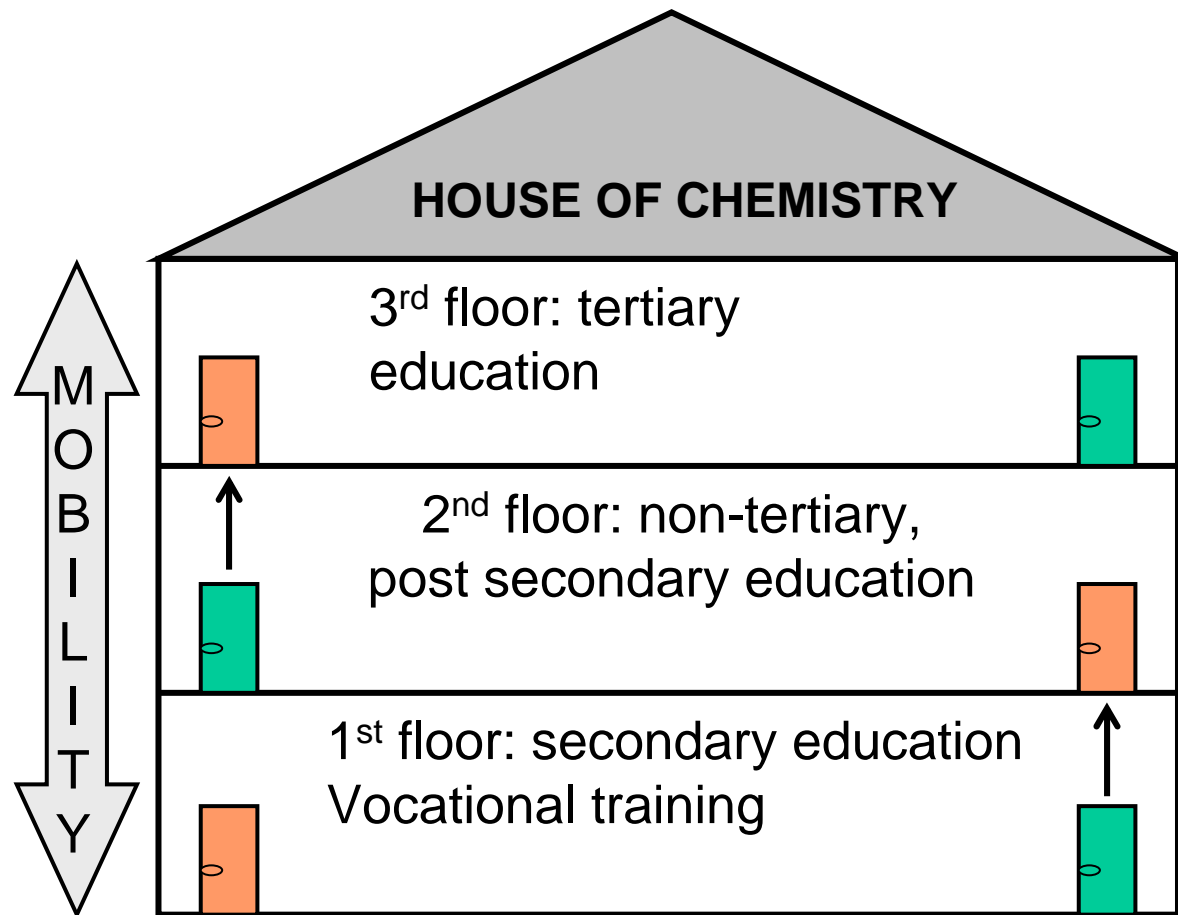 HOUSE OF CHEMISTRY
3rd floor: tertiary
education
2nd floor: non-tertiary,
post secondary education
1st floor: secondary education
Vocational training
MOBILITY